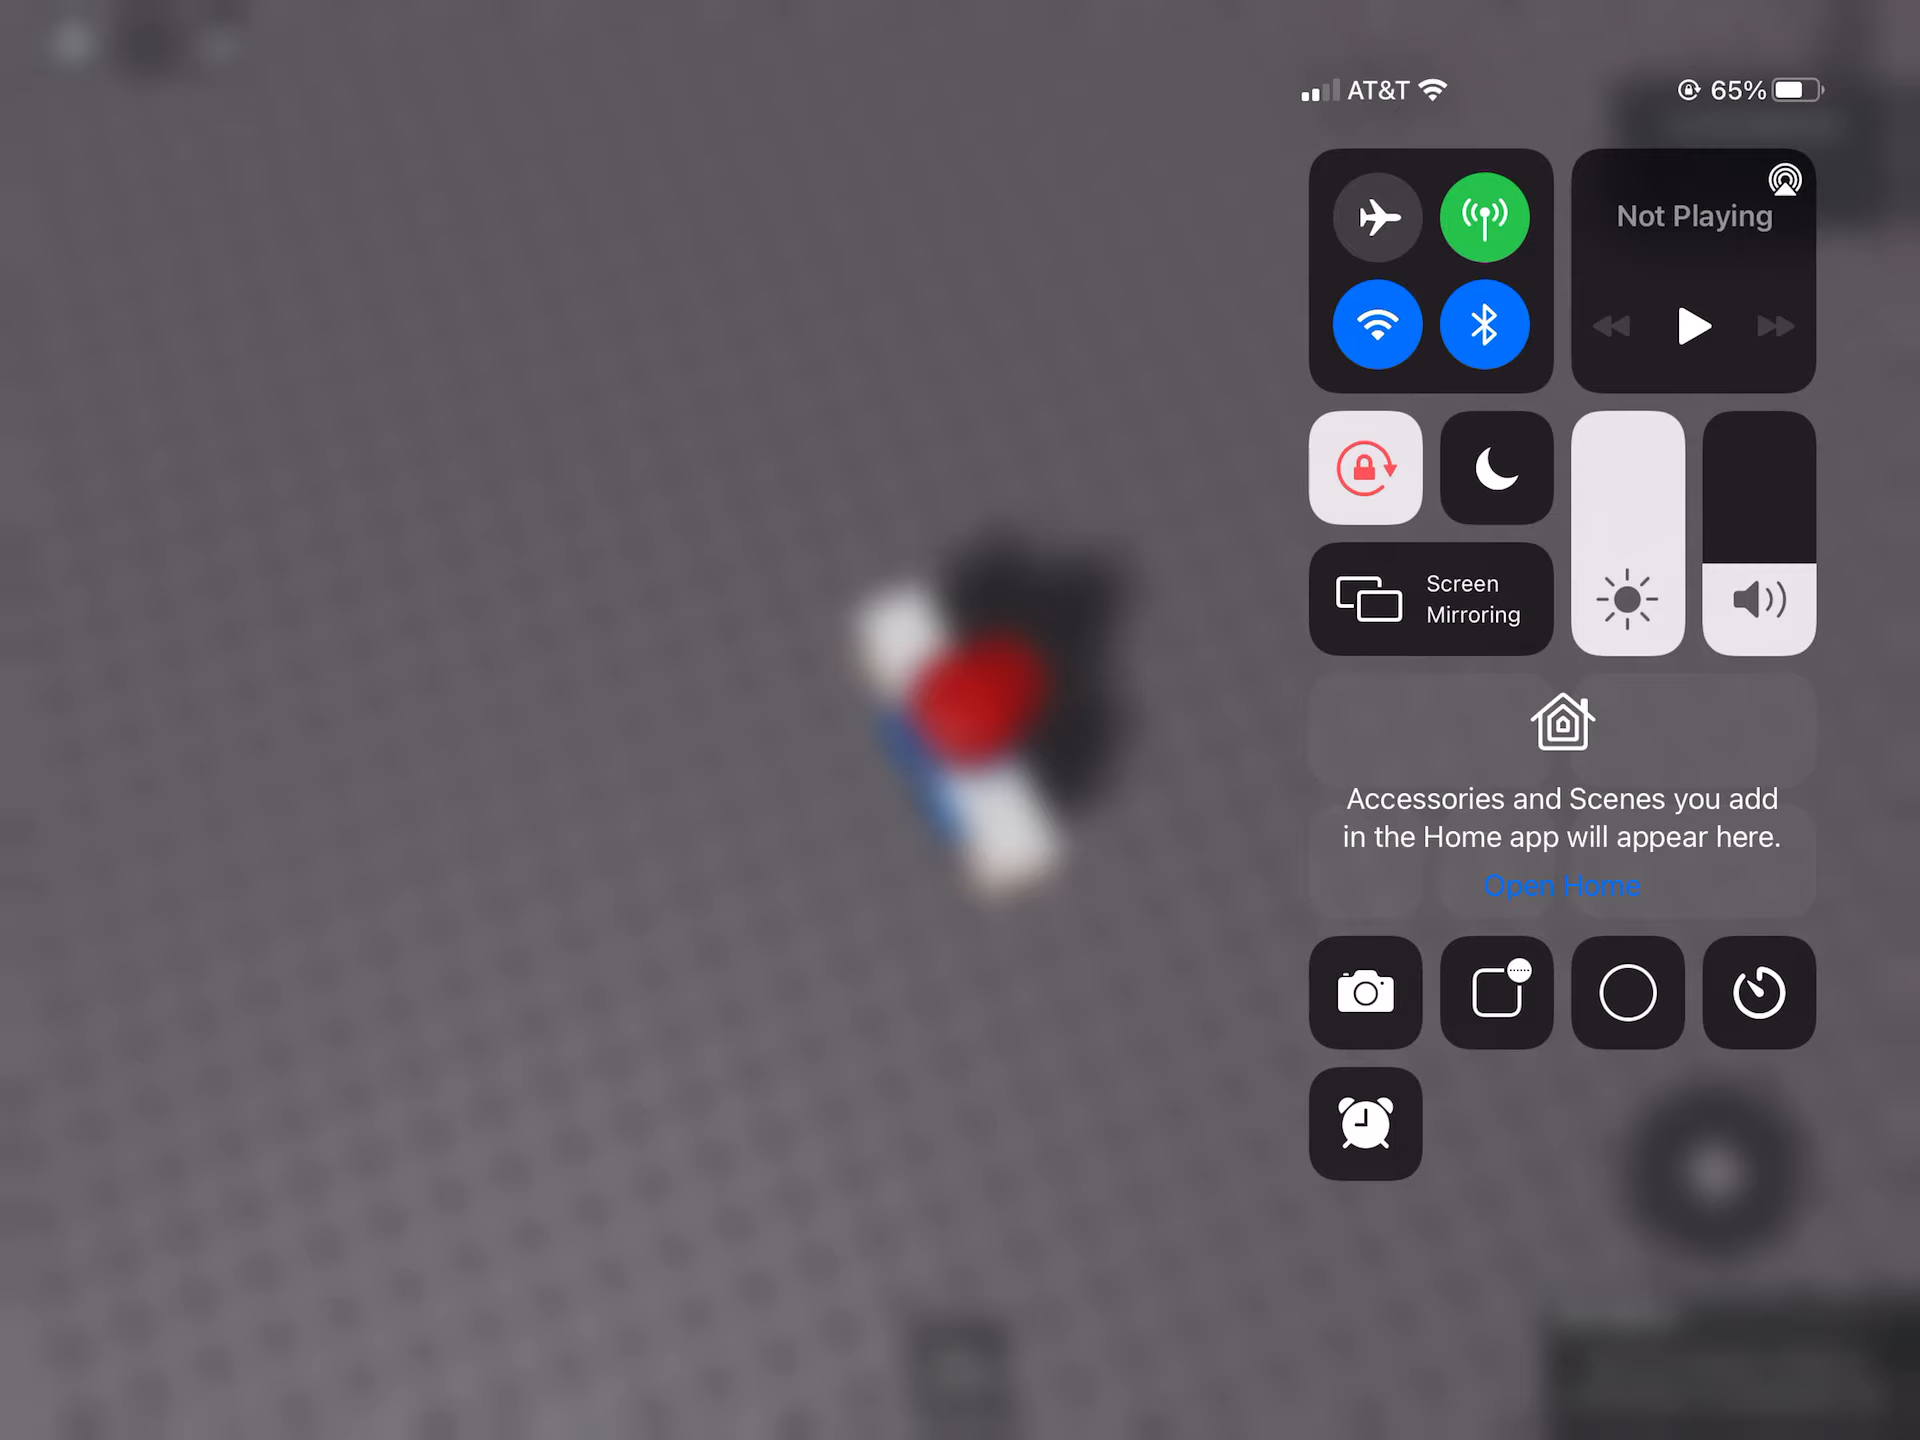 AT&T 65%
Not Playing
Screen
Mirroring
Accessories and Scenes you add
in the Home app will appear here.
Open Home